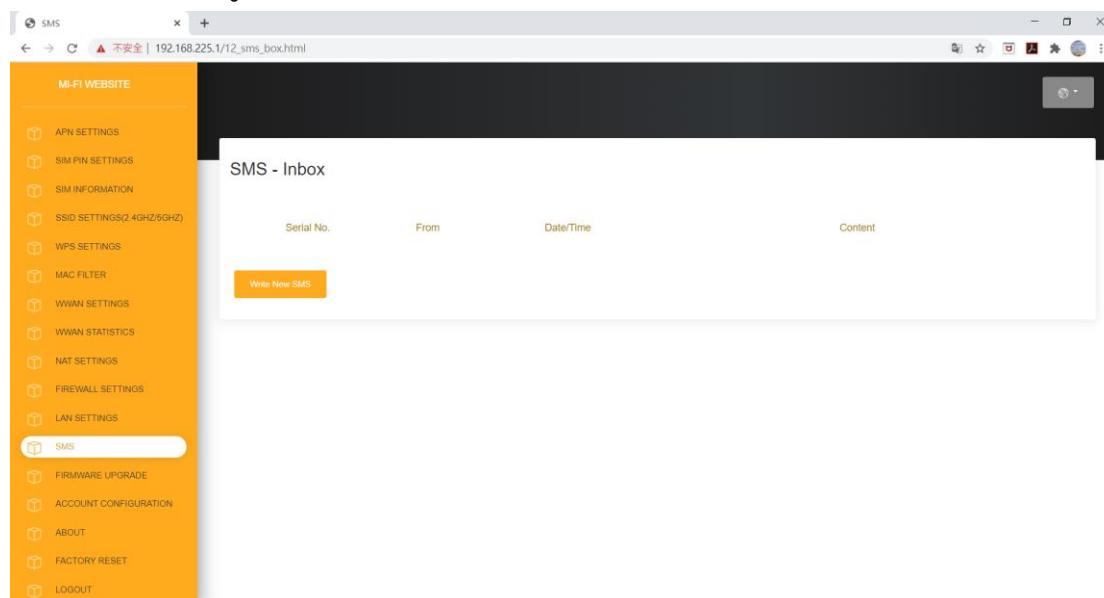 SMS
不安全 | 192.168.225.1/12_sms_box.html
MI-FI WEBSITE
APN SETTINGS
SIM PIN SETTINGS
SIM INFORMATION
SSID SETTINGS(2.4GHZ/5GHZ)
WPS SETTINGS
MAC FILTER
WWAN SETTINGS
WWAN STATISTICS
NAT SETTINGS
FIREWALL SETTINGS
LAN SETTINGS
SMS
FIRMWARE UPGRADE
ACCOUNT CONFIGURATION
ABOUT
FACTORY RESET
LOGOUT
SMS - Inbox
Serial No. From Date/Time Content
Write New SMS